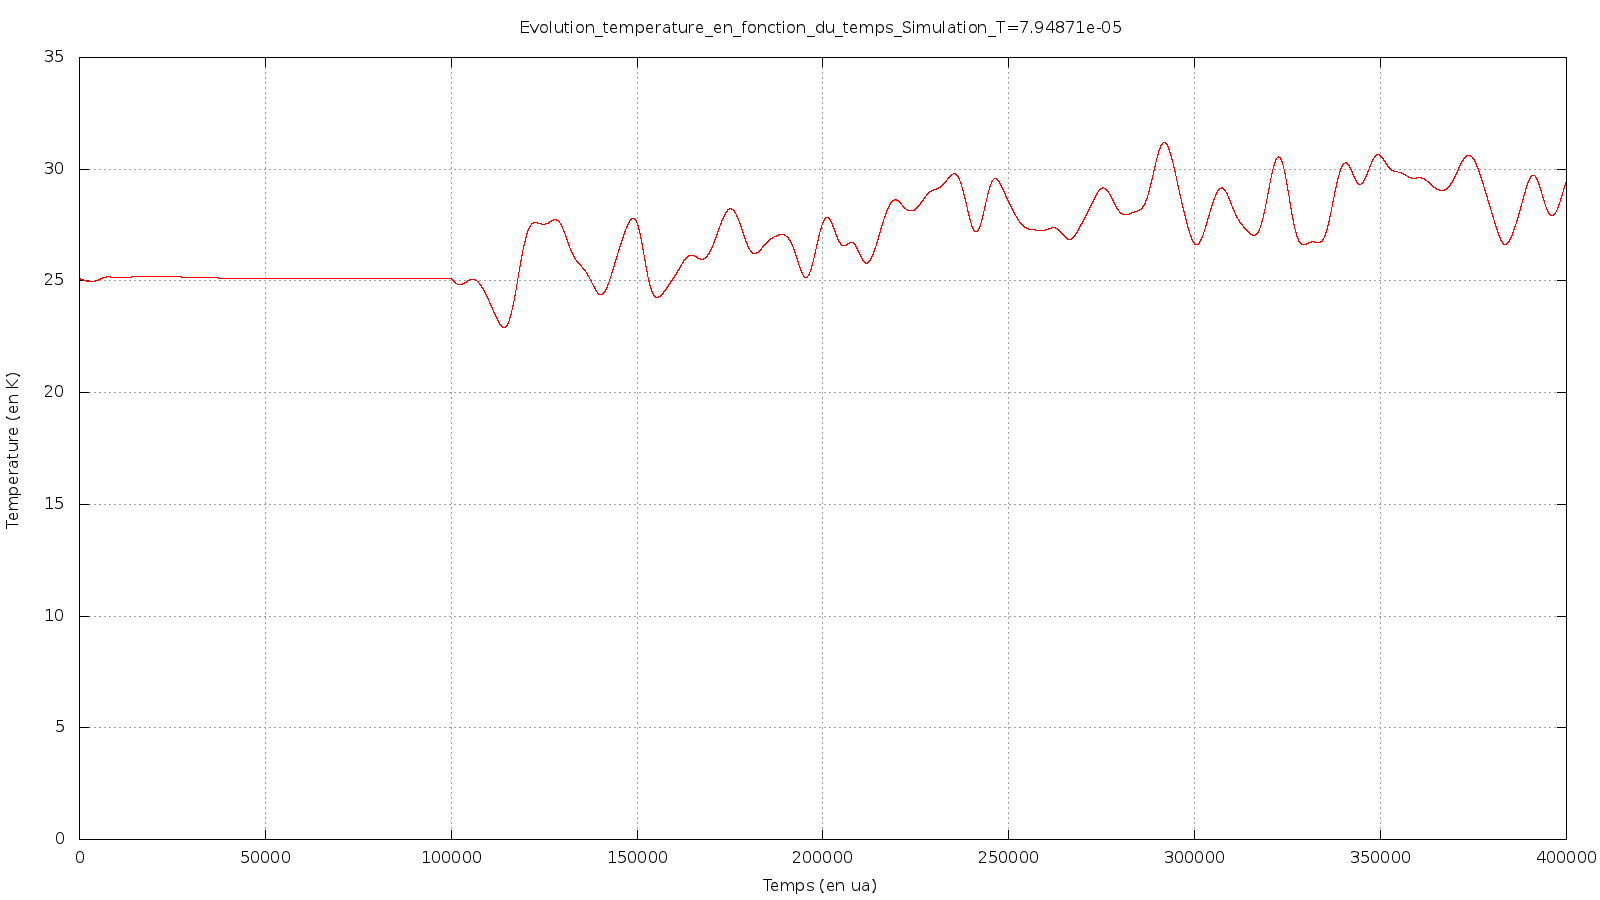 Evolution_temperature_en_fonction_du_temps_Simulation_T=7.94871e-05
35
30
25
20
15
10
5
0
Temperature (en K)
0 50000 100000 150000 200000 250000 300000 350000 400000
Temps (en ua)